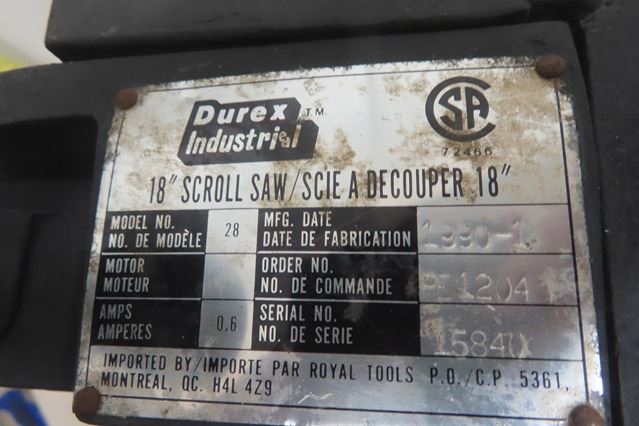 Durex T.M.
Industrial
CSA
72466
18" SCROLL SAW/SCIE A DECOUPER 18"
MODEL NO. 28 MFG. DATE
NO. DE MODÈLE DATE DE FABRICATION
MOTOR ORDER NO.
MOTEUR NO. DE COMMANDE 1204
AMPS 0.6 SERIAL NO.
AMPERES NO. DE SERIE
IMPORTED BY/IMPORTE PAR ROYAL TOOLS P.O./C.P. 5361,
MONTREAL, QC. H4L 4Z9